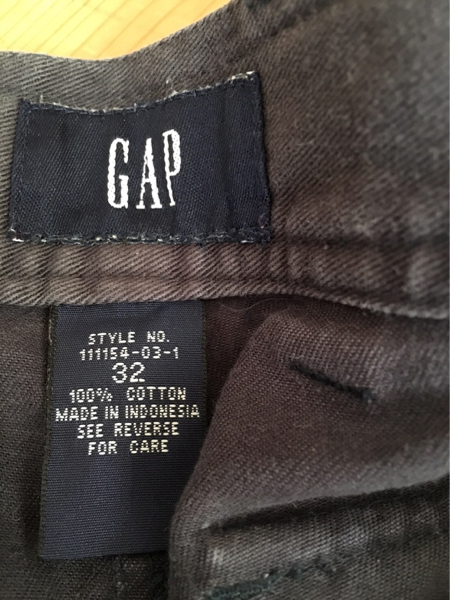 GAP
STYLE NO.
111154-03-1
32
100% COTTON
MADE IN INDONESIA
SEE REVERSE
FOR CARE